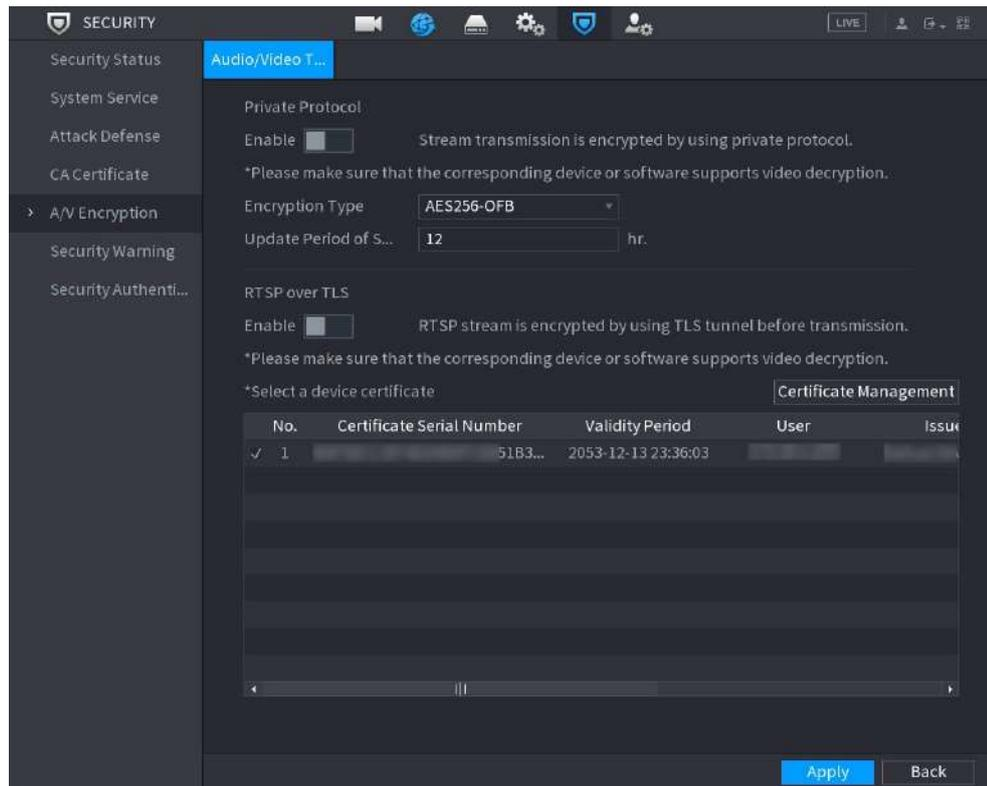 SECURITY
LIVE
Security Status
System Service
Attack Defense
CA Certificate
A/V Encryption
Security Warning
Security Authenti...
Audio/Video T...
Private Protocol
Enable Stream transmission is encrypted by using private protocol.
*Please make sure that the corresponding device or software supports video decryption.
Encryption Type AES256-OFB
Update Period of S... 12 hr.
RTSP over TLS
Enable RTSP stream is encrypted by using TLS tunnel before transmission.
*Please make sure that the corresponding device or software supports video decryption.
*Select a device certificate Certificate Management
No. Certificate Serial Number Validity Period User Issue
1 51B3... 2053-12-13 23:36:03
Apply Back